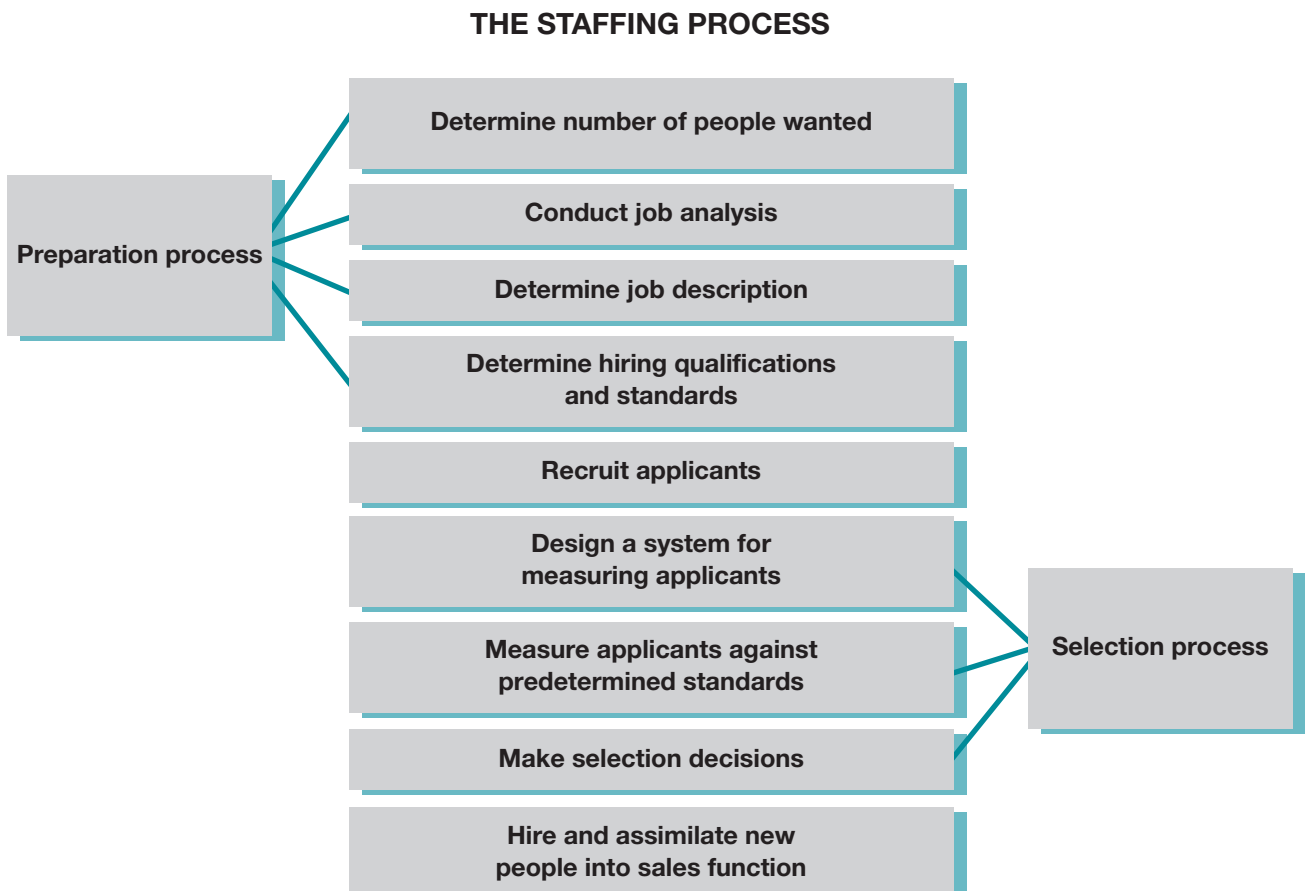 THE STAFFING PROCESS
Determine number of people wanted
Conduct job analysis
Preparation process
Determine job description
Determine hiring qualifications
and standards
Recruit applicants
Design a system for
measuring applicants
Measure applicants against
predetermined standards
Selection process
Make selection decisions
Hire and assimilate new
people into sales function